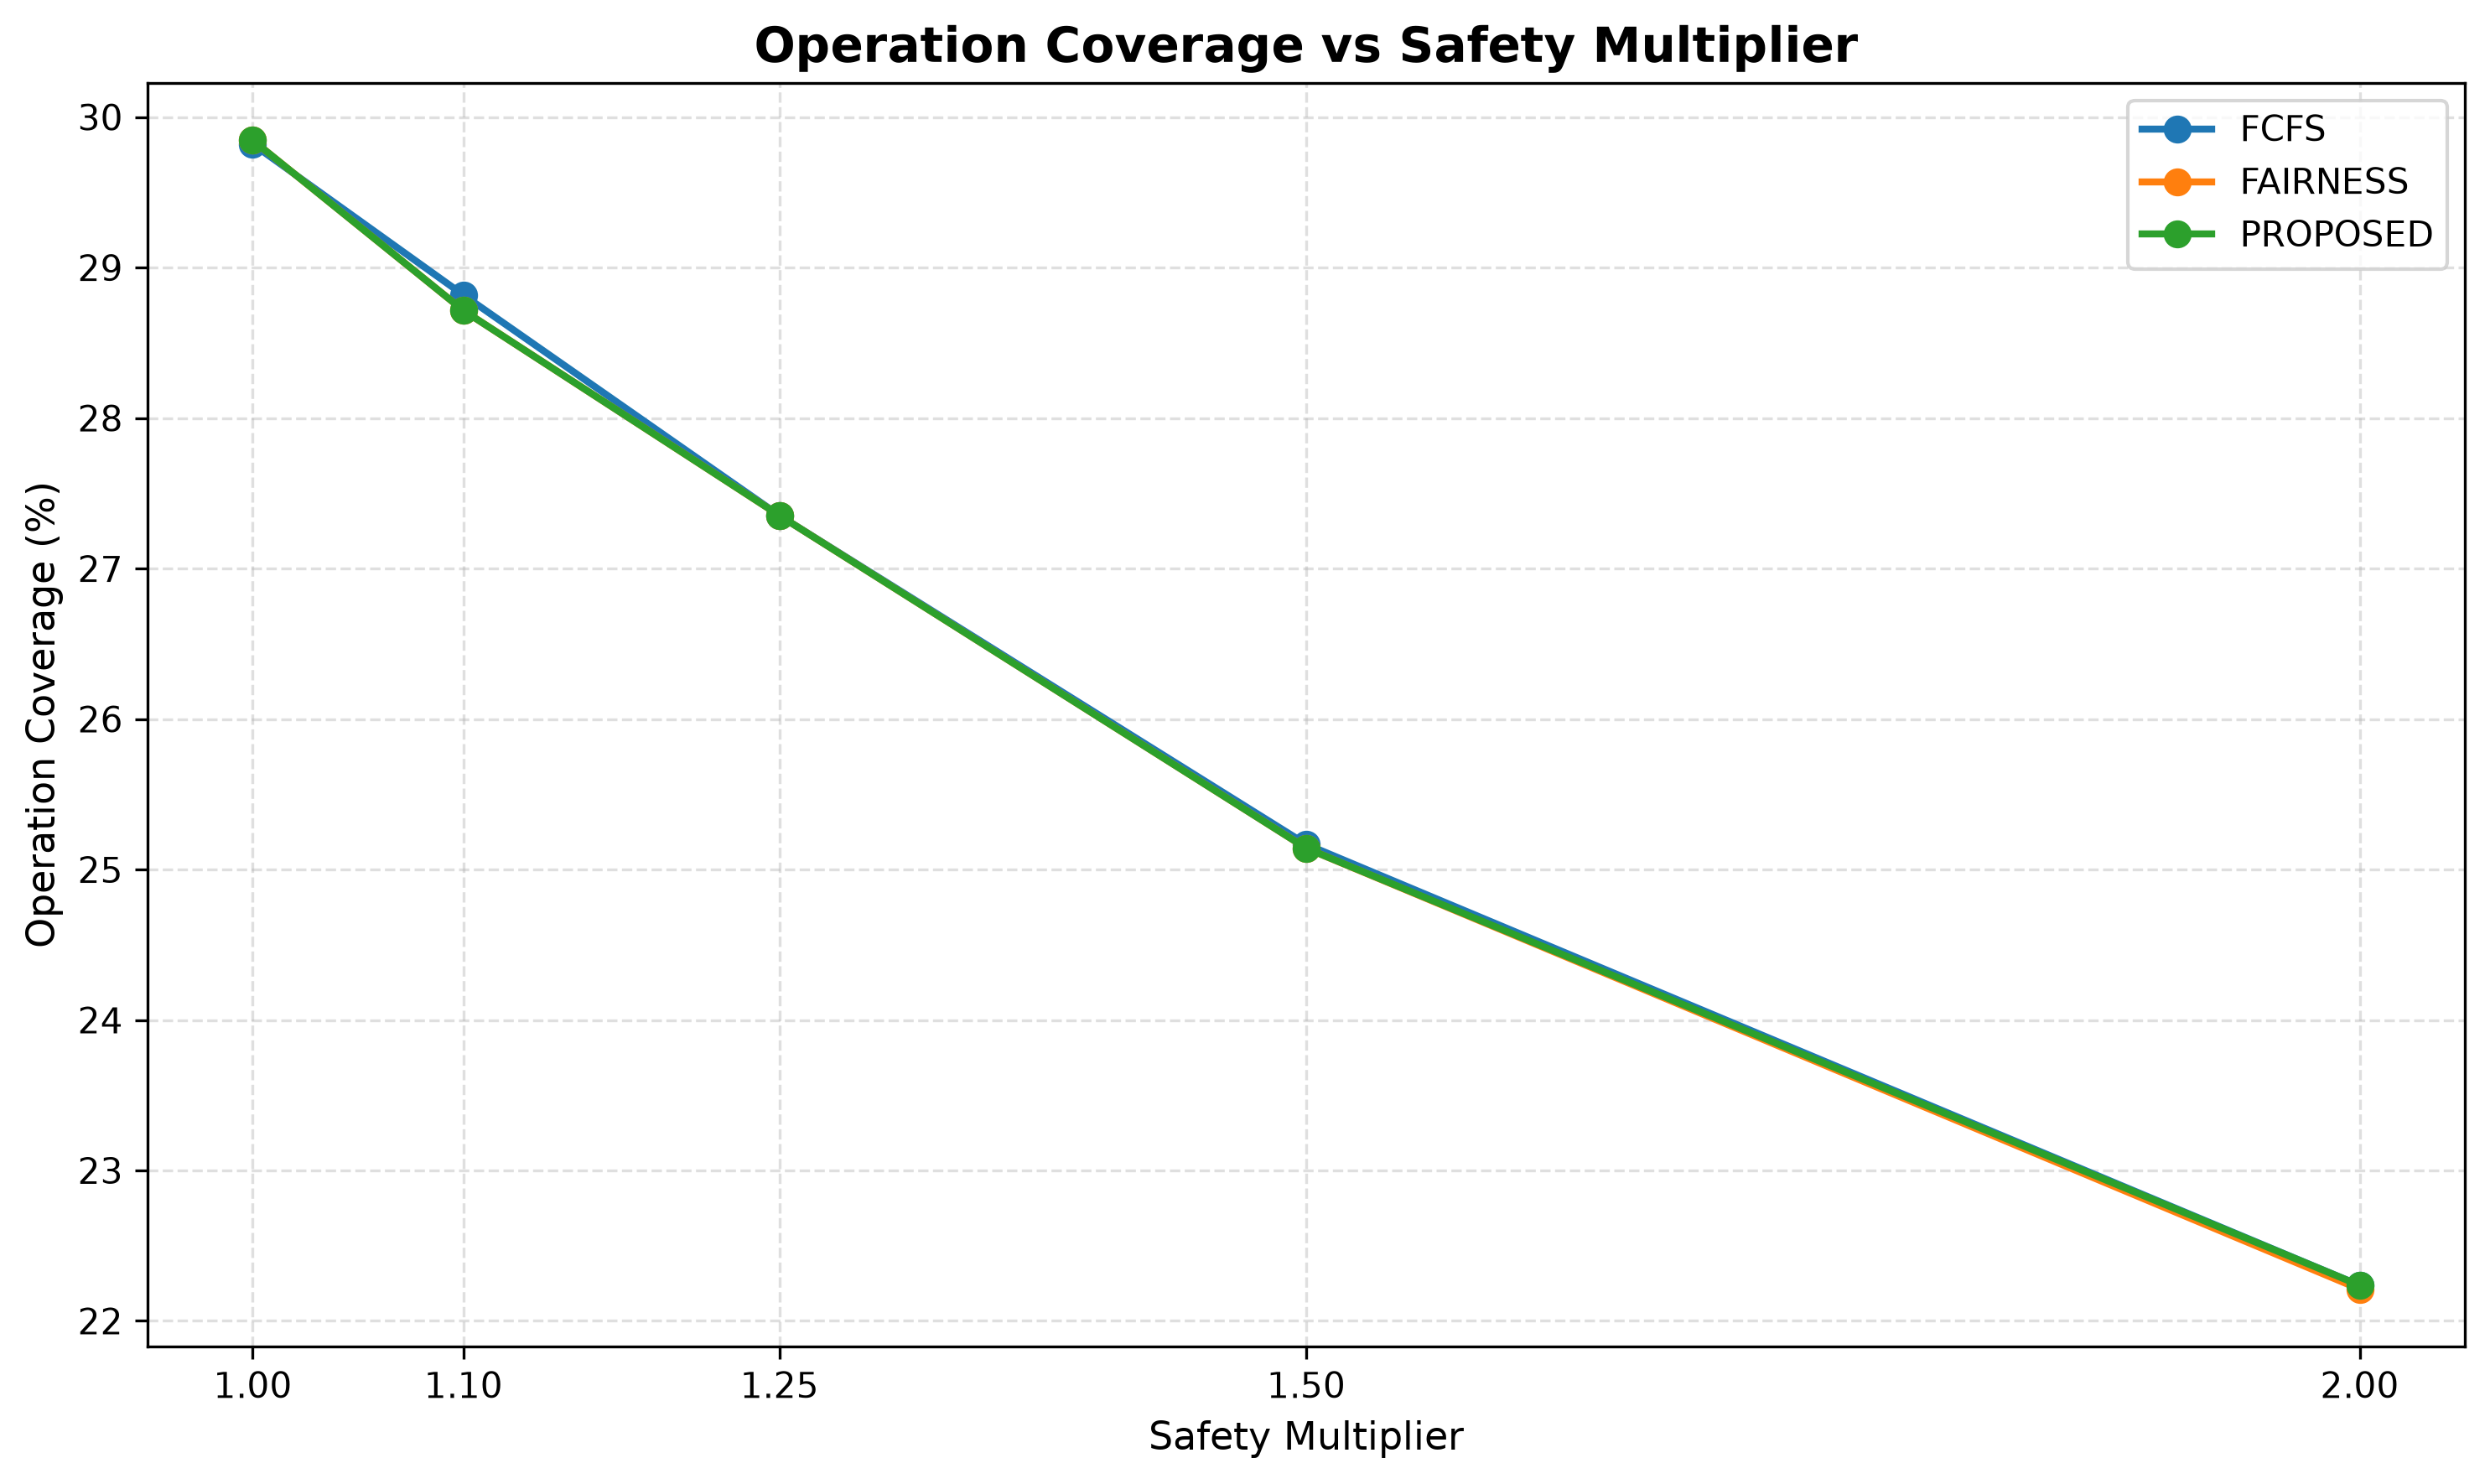 Operation Coverage vs Safety Multiplier
FCFS
FAIRNESS
PROPOSED
Operation Coverage (%)
30
29
28
27
26
25
24
23
22
1.00 1.10 1.25 1.50 2.00
Safety Multiplier